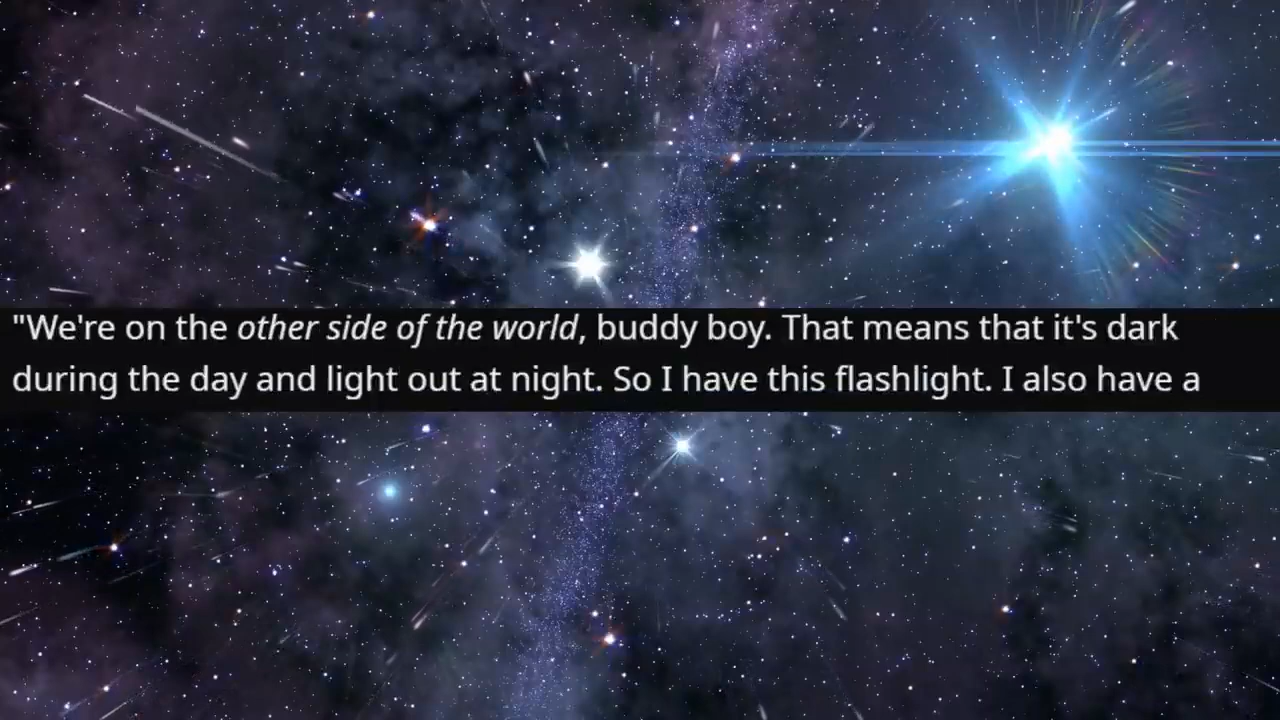 "We're on the other side of the world, buddy boy. That means that it's dark
during the day and light out at night. So I have this flashlight. I also have a